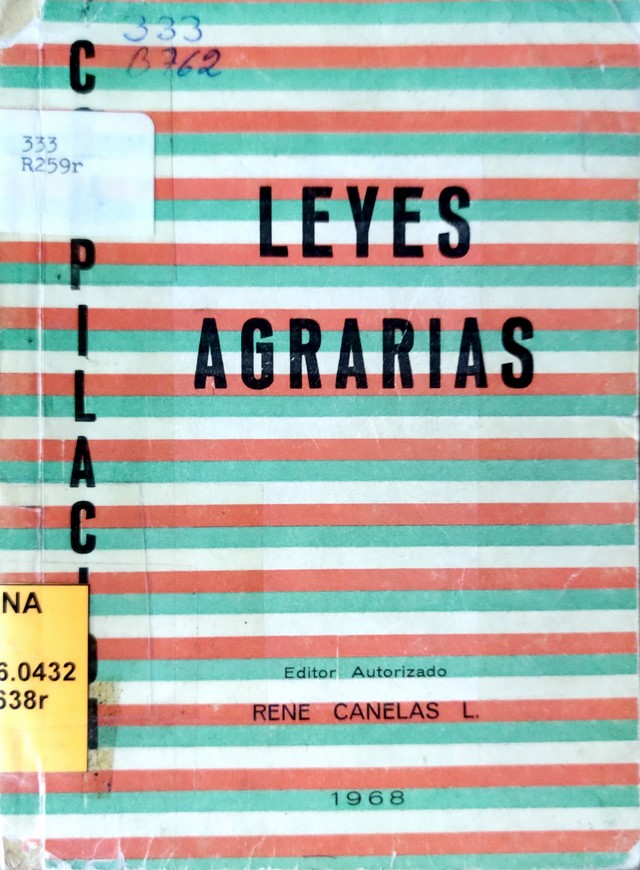 333
B762
333
R259r
LEYES
AGRARIAS
C
P
I
L
A
C
NA
6.0432
638r
Editor Autorizado
RENE CANELAS L.
1968